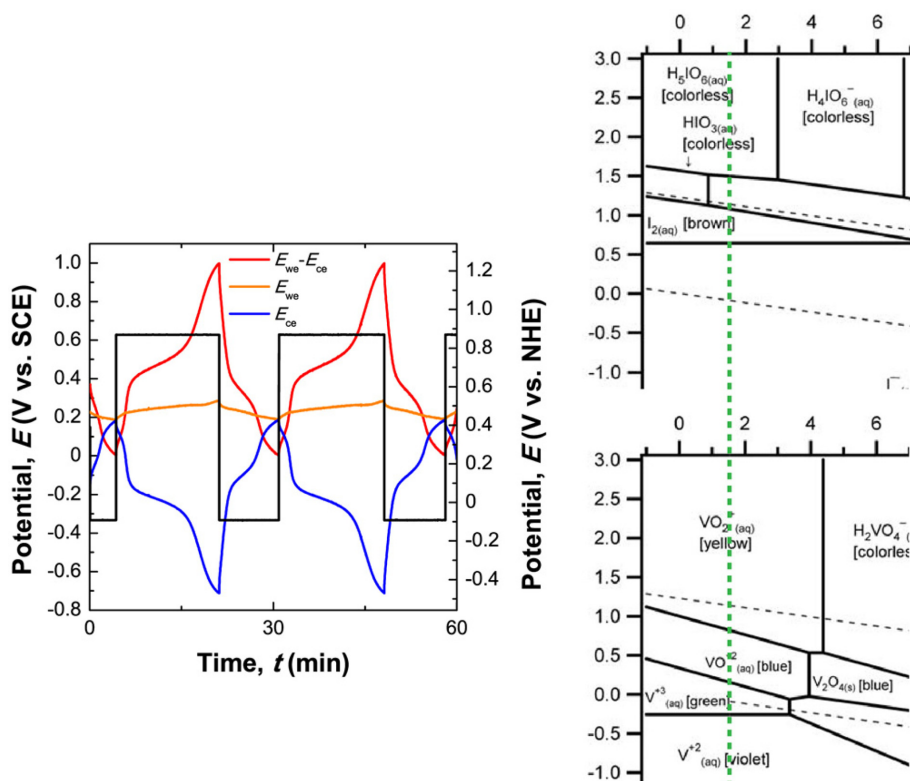 1.0
0.8
0.6
0.4
0.2
0
-0.2
-0.4
-0.6
-0.8
Potential, E (V vs. SCE)
E_we-E_ce
E_we
E_ce
1.2
1.0
0.8
0.6
0.4
0.2
0
-0.2
-0.4
Potential, E (V vs. NHE)
0 30 60
Time, t (min)
0 2 4 6
3.0
2.5
2.0
1.5
1.0
0.5
0.0
-0.5
-1.0
H5IO6(aq)
[colorless]
HIO3(aq)
[colorless]
↓
H4IO6−(aq)
[colorless]
I2(aq) [brown]
I−
0 2 4 6
3.0
2.5
2.0
1.5
1.0
0.5
0.0
-0.5
-1.0
(aq)
[yellow]
H2VO4−
VO+2(aq) [blue]
V2O4(s) [blue]
V+3(aq) [green]
V+2(aq) [violet]